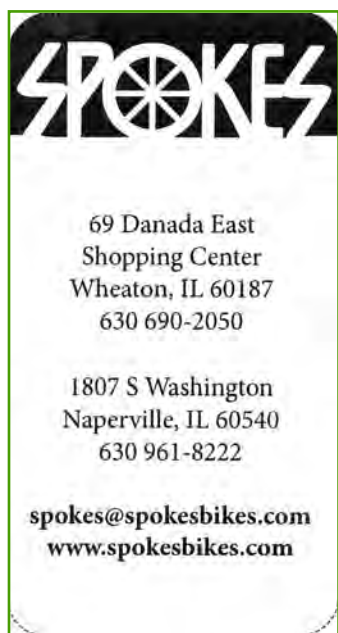 SPOKES
69 Danada East
Shopping Center
Wheaton, IL 60187
630 690-2050
1807 S Washington
Naperville, IL 60540
630 961-8222
spokes@spokesbikes.com
www.spokesbikes.com